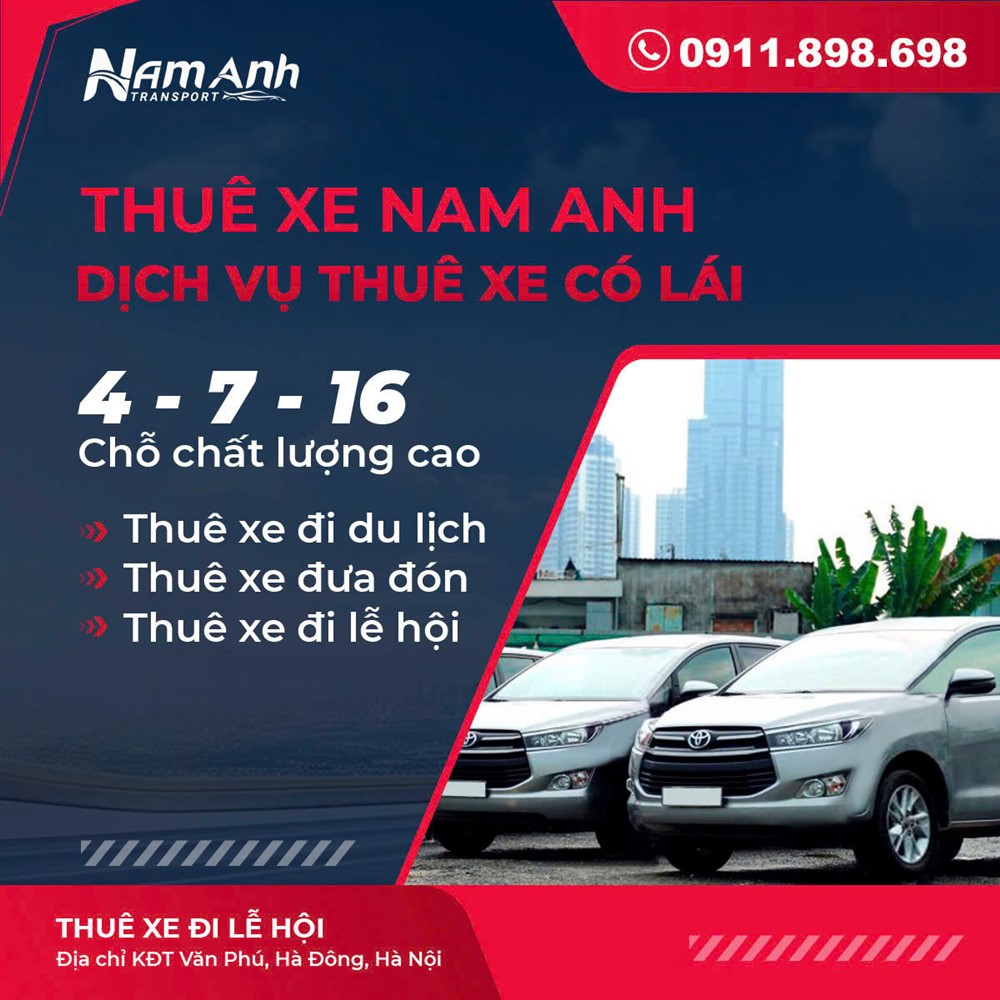 NAM ANH
TRANSPORT
0911.898.698
THUÊ XE NAM ANH
DỊCH VỤ THUÊ XE CÓ LÁI
4 - 7 - 16
Chỗ chất lượng cao
Thuê xe đi du lịch
Thuê xe đưa đón
Thuê xe đi lễ hội
THUÊ XE ĐI LỄ HỘI
Địa chỉ KĐT Văn Phú, Hà Đông, Hà Nội